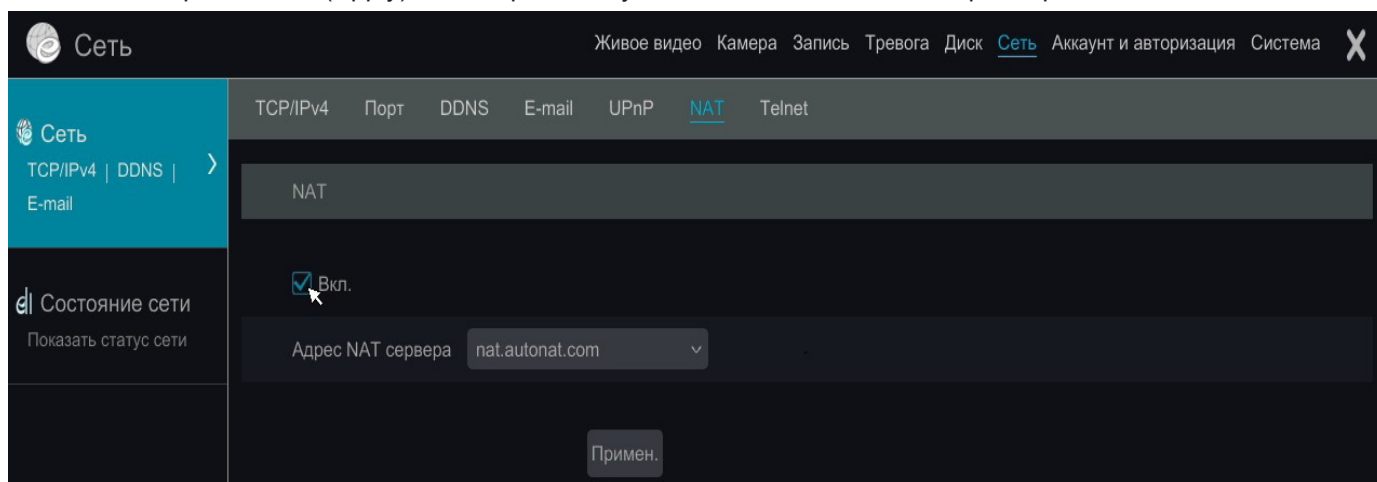 Сеть
Живое видео Камера Запись Тревога Диск Сеть Аккаунт и авторизация Система X
TCP/IPv4 Порт DDNS E-mail UPnP NAT Telnet
Сеть
TCP/IPv4 | DDNS |
E-mail
NAT
Вкл.
Состояние сети
Показать статус сети
Адрес NAT сервера nat.autonat.com
Примен.